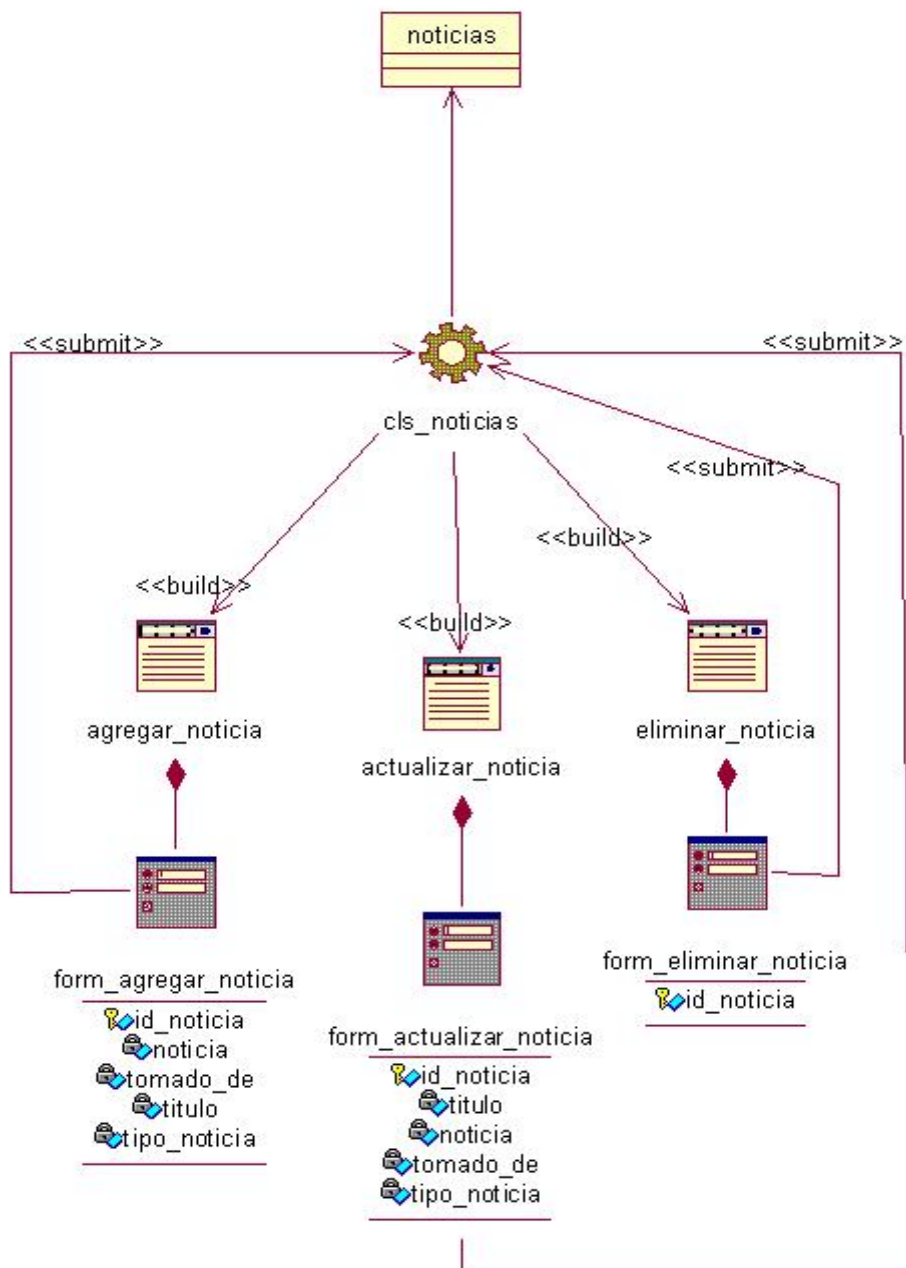 noticias
<<submit>>
<<submit>>
cls_noticias
<<submit>>
<<build>>
<<build>>
<<build>>
agregar_noticia
actualizar_noticia
eliminar_noticia
form_agregar_noticia
id_noticia
noticia
tomado_de
titulo
tipo_noticia
form_actualizar_noticia
id_noticia
titulo
noticia
tomado_de
tipo_noticia
form_eliminar_noticia
id_noticia